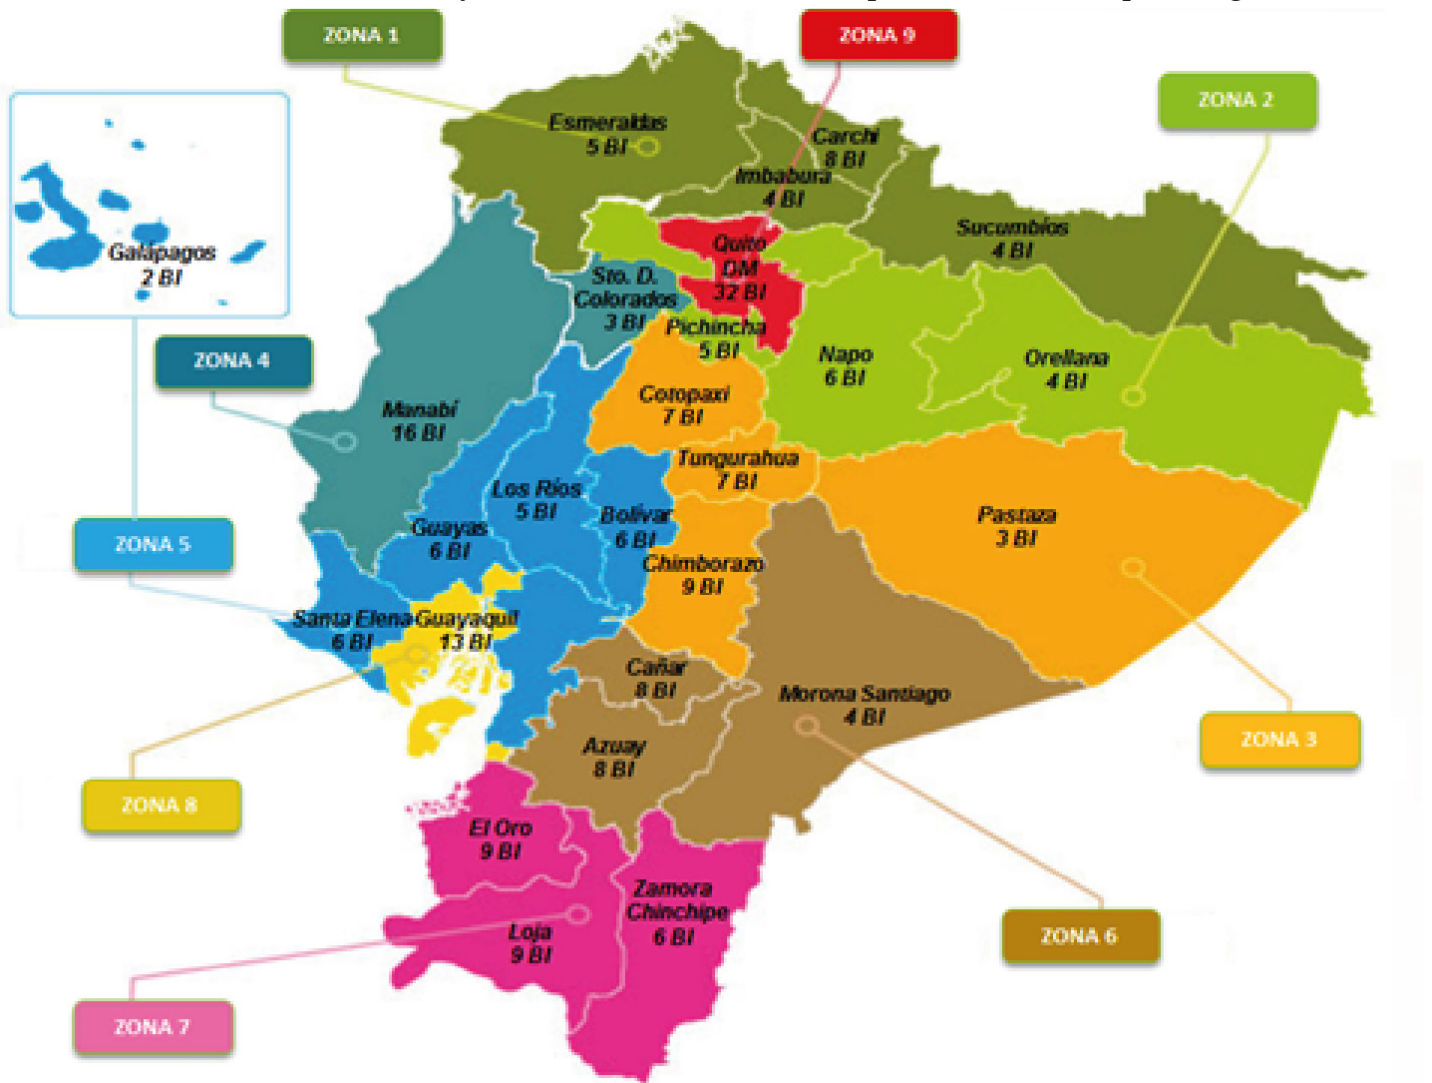 ZONA 1
ZONA 9
ZONA 2
Esmeraldas
5 BI
Carchi
8 BI
Imbabura
4 BI
Sucumbíos
4 BI
Galápagos
2 BI
Quito
DM
32 BI
Sto. D.
Colorados
3 BI
Pichincha
5 BI
ZONA 4
Napo
6 BI
Orellana
4 BI
Cotopaxi
7 BI
Manabí
16 BI
Tungurahua
7 BI
Los Ríos
5 BI
Bolívar
6 BI
Pastaza
3 BI
Guayas
6 BI
ZONA 5
Chimborazo
9 BI
Santa Elena
6 BI
Guayaquil
13 BI
Cañar
8 BI
Morona Santiago
4 BI
Azuay
8 BI
ZONA 3
ZONA 8
El Oro
9 BI
Zamora
Chinchipe
6 BI
Loja
9 BI
ZONA 6
ZONA 7